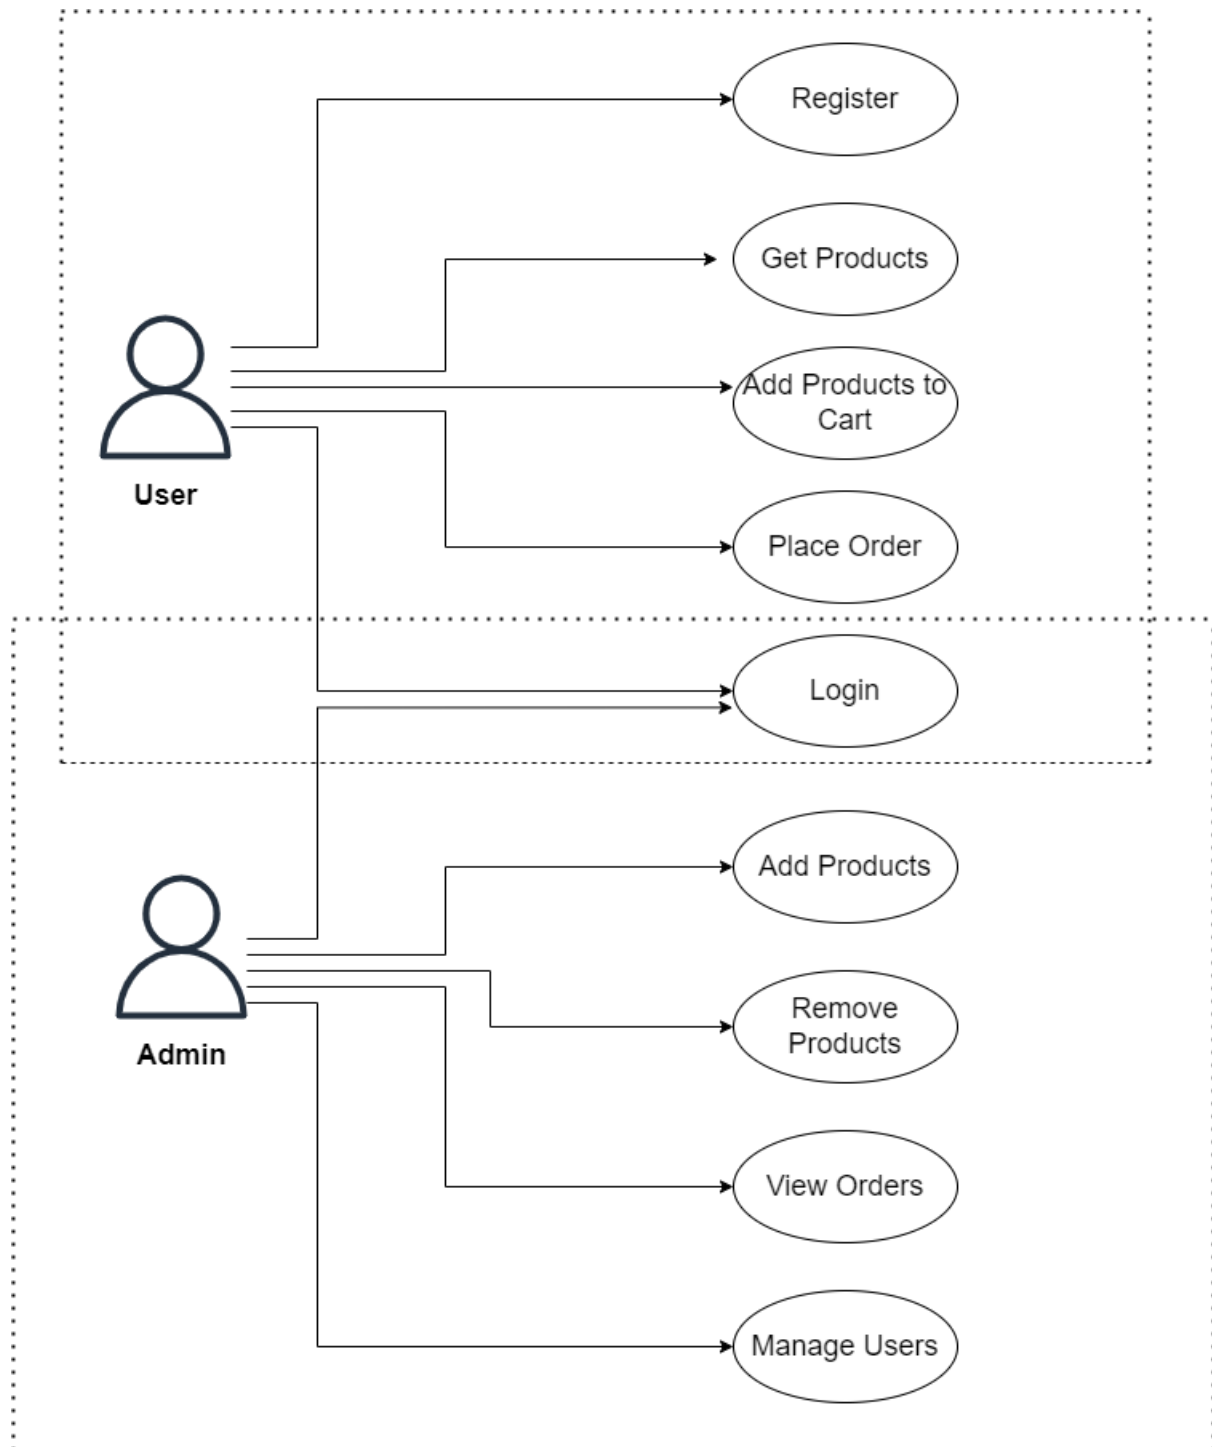 Register
Get Products
Add Products to
Cart
User
Place Order
Login
Add Products
Remove
Products
Admin
View Orders
Manage Users